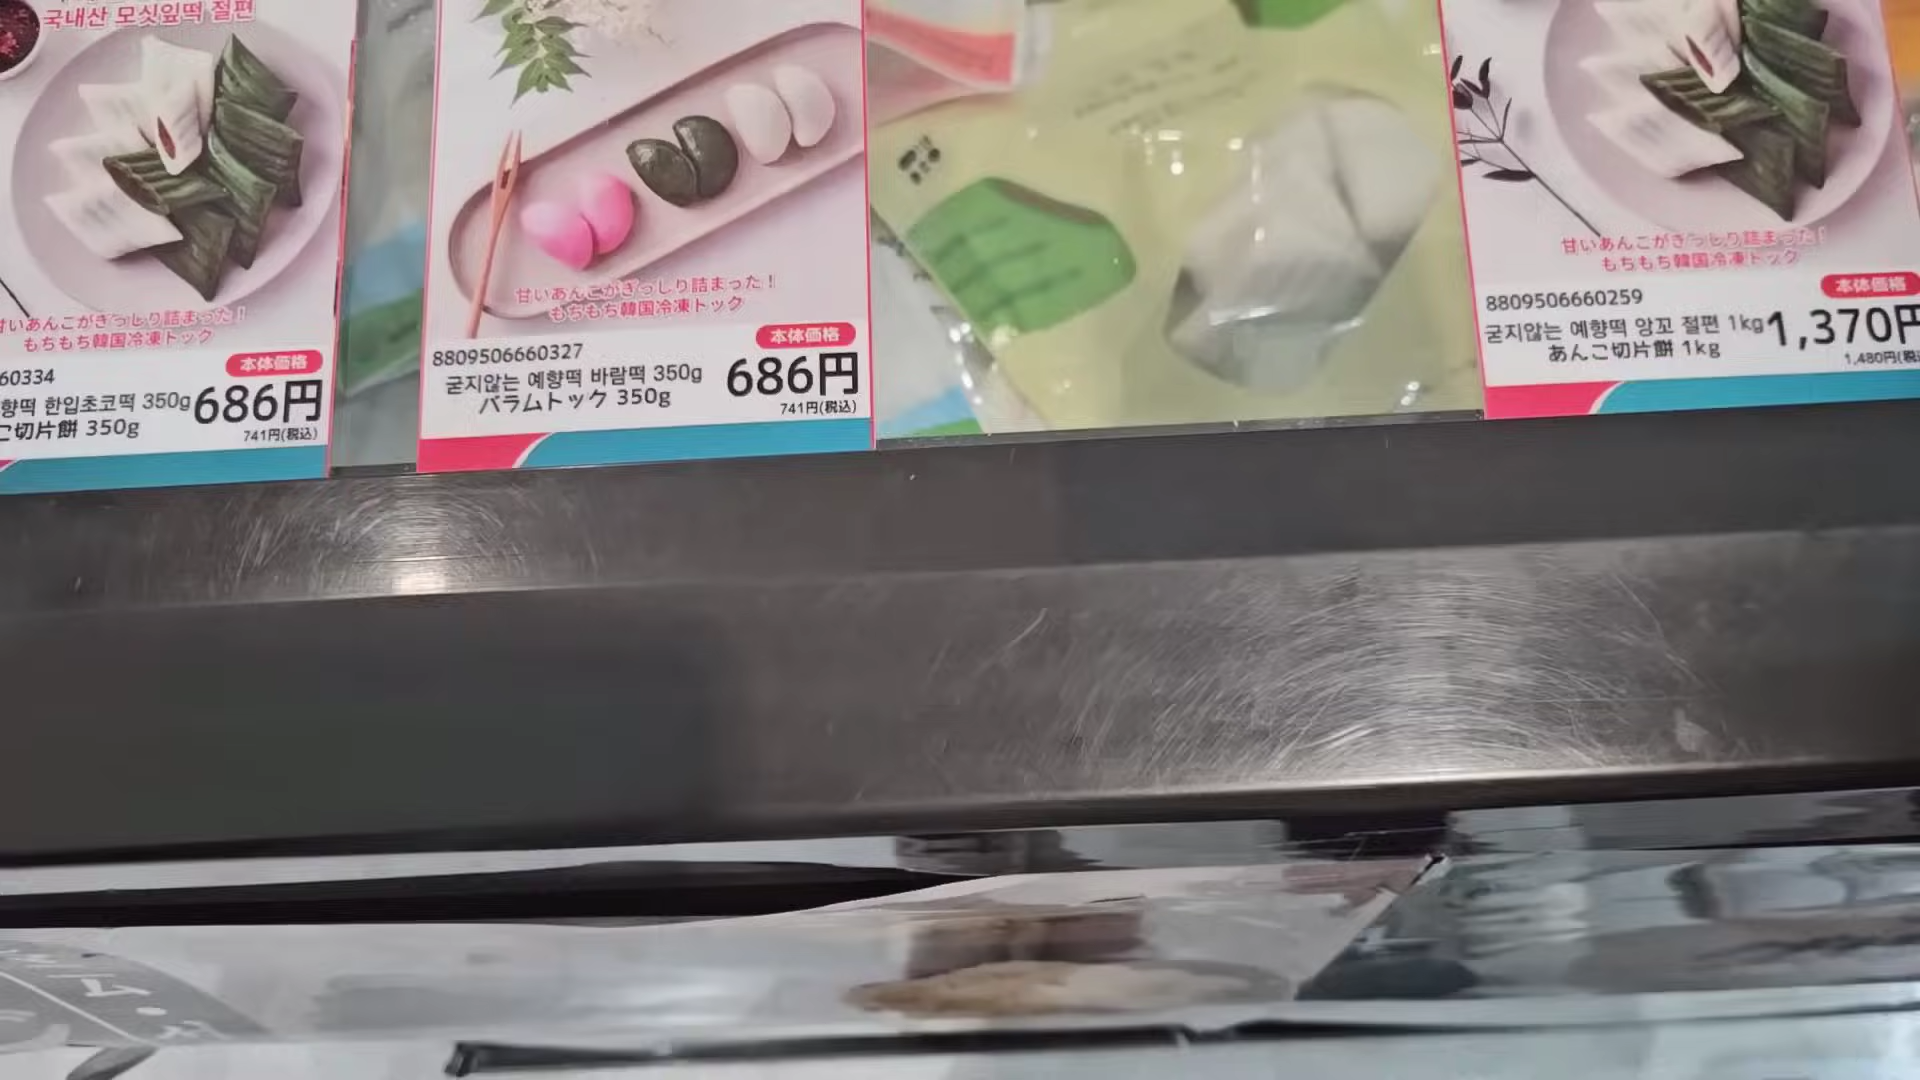 국내산 모싯잎떡 절편
甘いあんこがぎっしり詰まった！
もちもち韓国冷凍トック
本体価格
60334
향떡 한입초코떡 350g
こ切片餅 350g
686円
741円(税込)
甘いあんこがぎっしり詰まった！
もちもち韓国冷凍トック
本体価格
8809506660327
굳지않는 예향떡 바람떡 350g
バラムトック 350g
686円
741円(税込)
甘いあんこがぎっしり詰まった！
もちもち韓国冷凍トック
本体価格
8809506660259
굳지않는 예향떡 앙꼬 절편 1kg
あんこ切片餅 1kg
1,370円
1,480円(税込